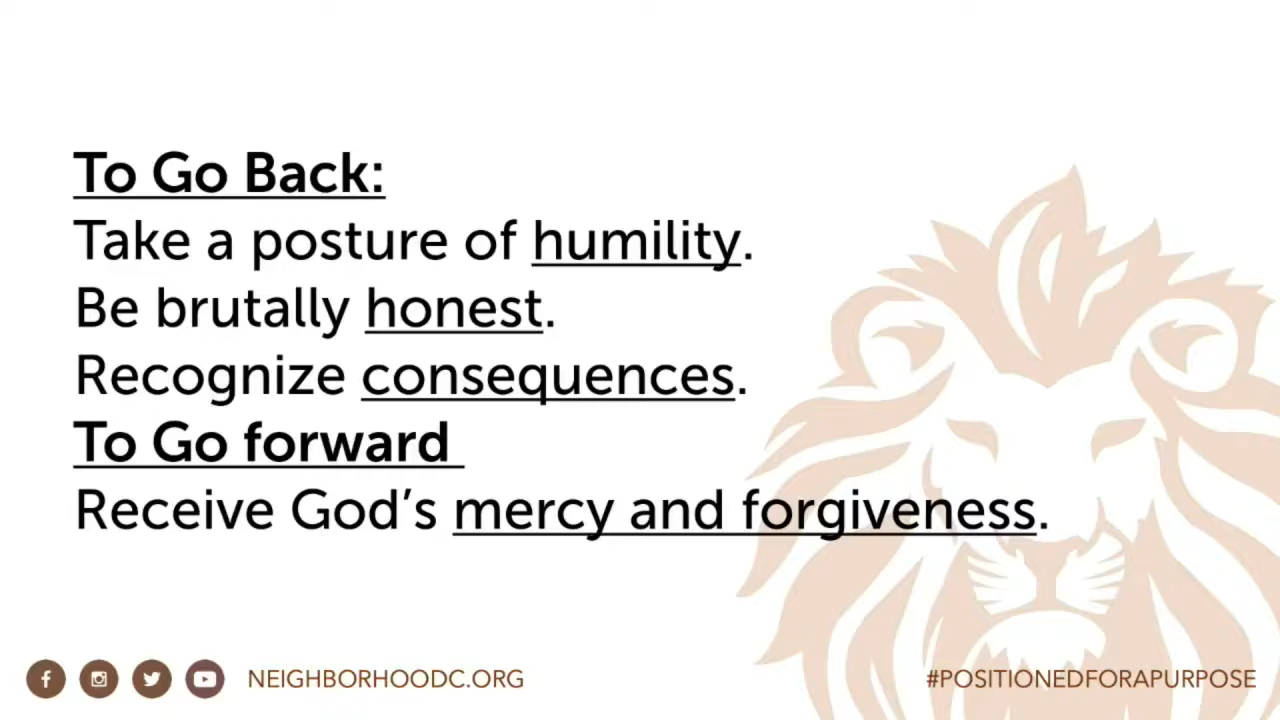 To Go Back:
Take a posture of humility.
Be brutally honest.
Recognize consequences.
To Go forward
Receive God’s mercy and forgiveness.
NEIGHBORHOODC.ORG
#POSITIONEDFORAPURPOSE